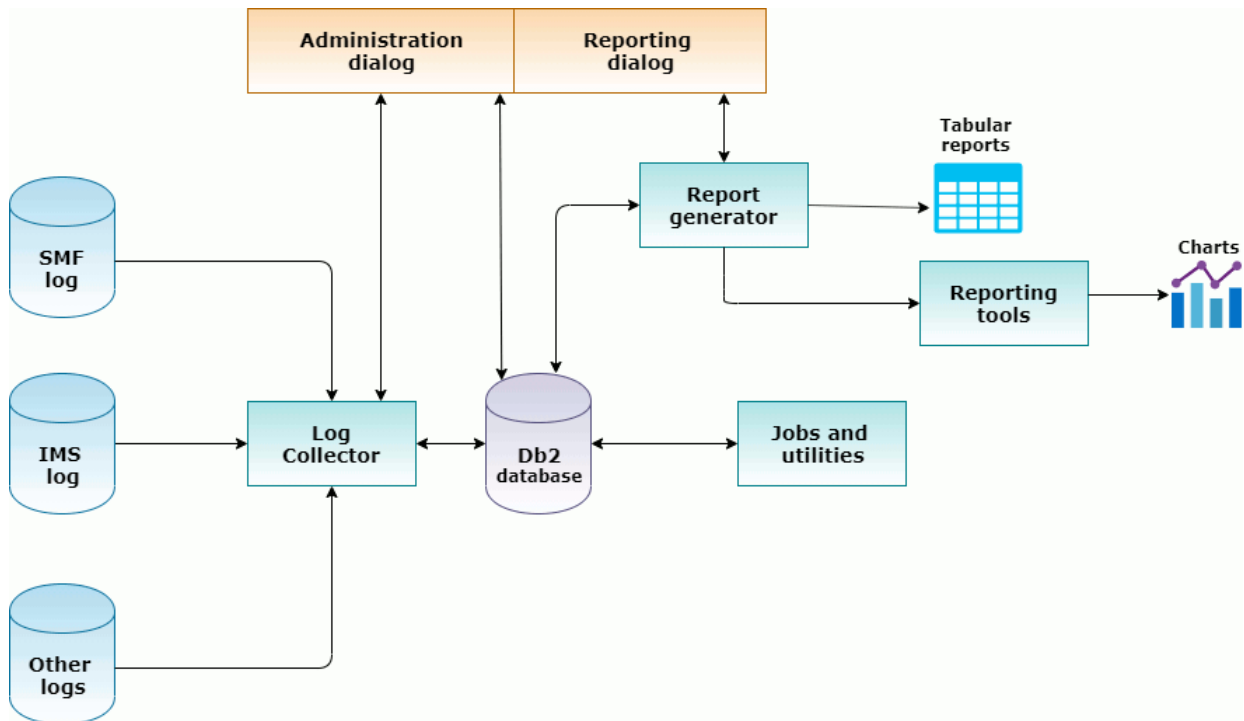 Administration
dialog
Reporting
dialog
Tabular
reports
Report
generator
SMF
log
Charts
Reporting
tools
IMS
log
Log
Collector
Db2
database
Jobs and
utilities
Other
logs